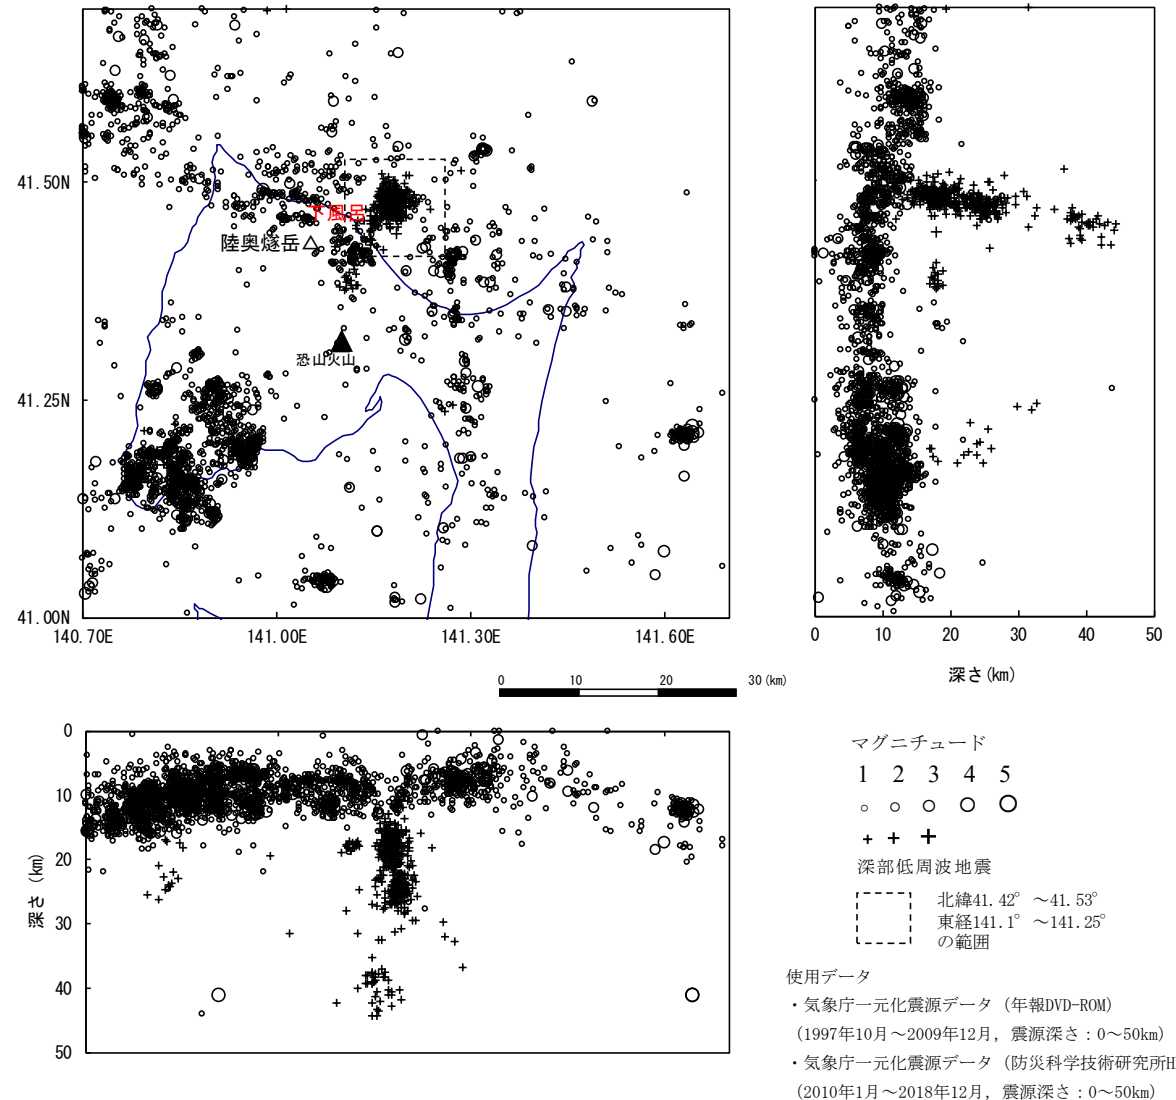 41.50N
41.25N
41.00N
140.70E
141.00E
141.30E
141.60E
下風呂
陸奥燧岳△
恐山火山
0
10
20
30
40
50
深さ(km)
0
10
20
30(km)
0
10
20
30
40
50
深さ(km)
マグニチュード
1 2 3 4 5
深部低周波地震
北緯41.42°～41.53°
東経141.1°～141.25°
の範囲
使用データ
・気象庁一元化震源データ（年報DVD-ROM）
（1997年10月～2009年12月，震源深さ：0～50km）
・気象庁一元化震源データ（防災科学技術研究所H
（2010年1月～2018年12月，震源深さ：0～50km）